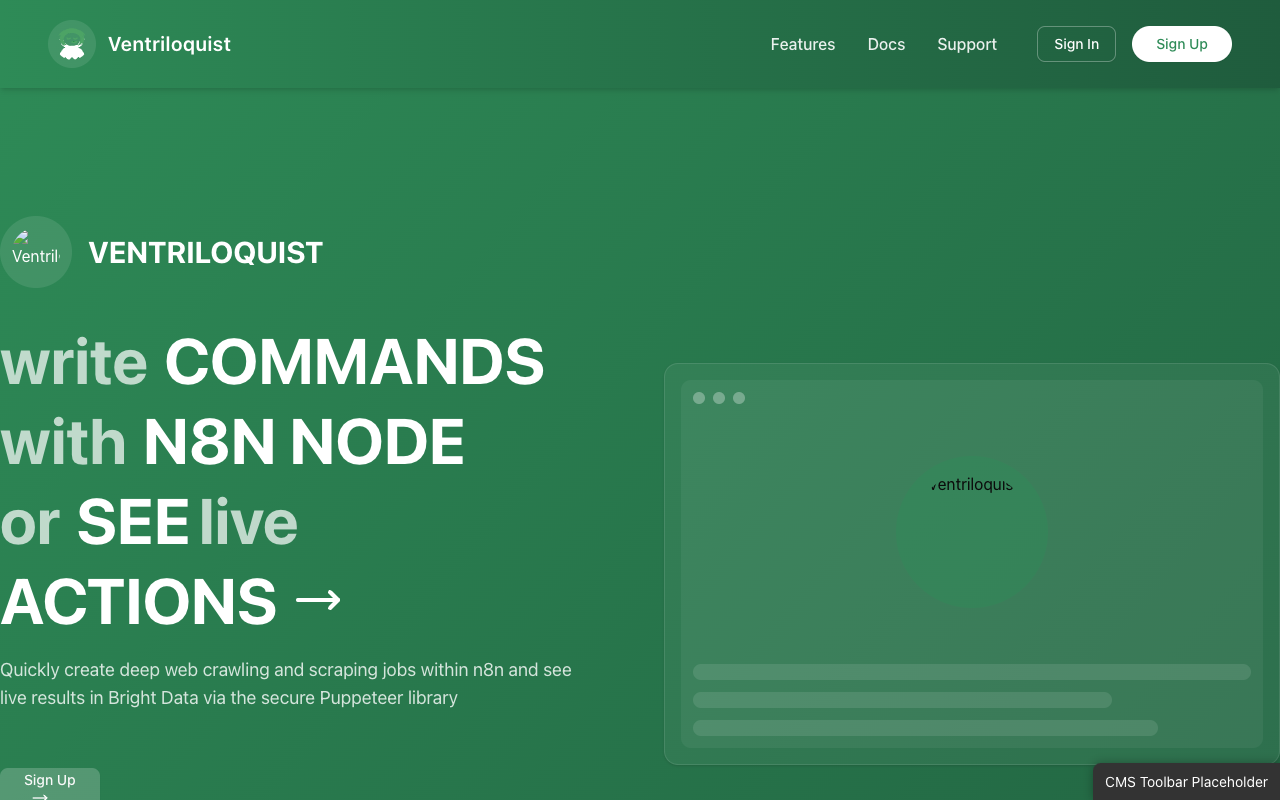 Ventriloquist
Features
Docs
Support
Sign In
Sign Up
Ventril
VENTRILOQUIST
write COMMANDS
with N8N NODE
or SEE live
ACTIONS →
Quickly create deep web crawling and scraping jobs within n8n and see
live results in Bright Data via the secure Puppeteer library
Sign Up
→
ventriloquis
CMS Toolbar Placeholder